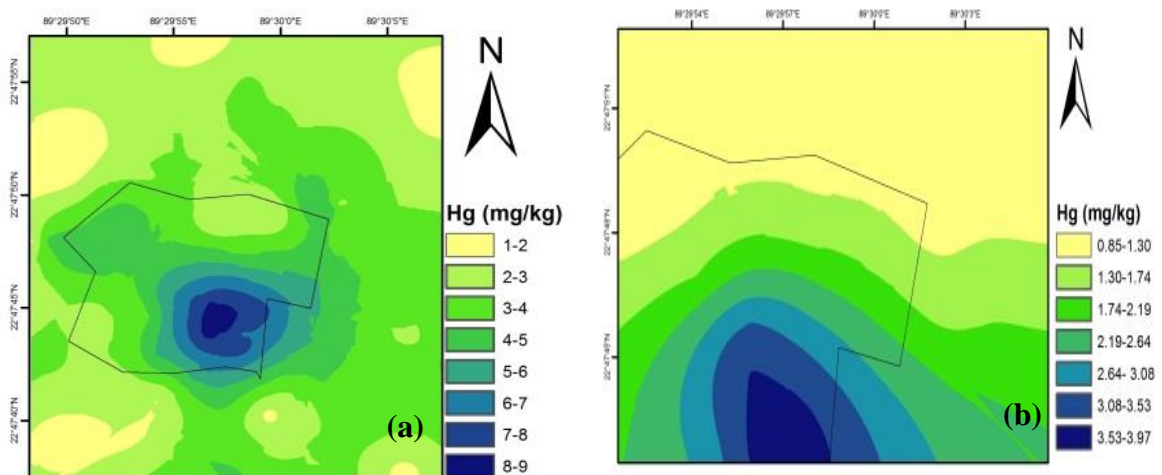 89°29'50"E 89°29'55"E 89°30'0"E 89°30'5"E
22°47'55"N
22°47'50"N
22°47'45"N
22°47'40"N
N
Hg (mg/kg)
1-2
2-3
3-4
4-5
5-6
6-7
7-8
8-9
(a)
89°29'54"E 89°29'57"E 89°30'0"E 89°30'3"E
22°47'51"N
N
Hg (mg/kg)
0.85-1.30
1.30-1.74
1.74-2.19
2.19-2.64
2.64- 3.08
3.08-3.53
3.53-3.97
(b)